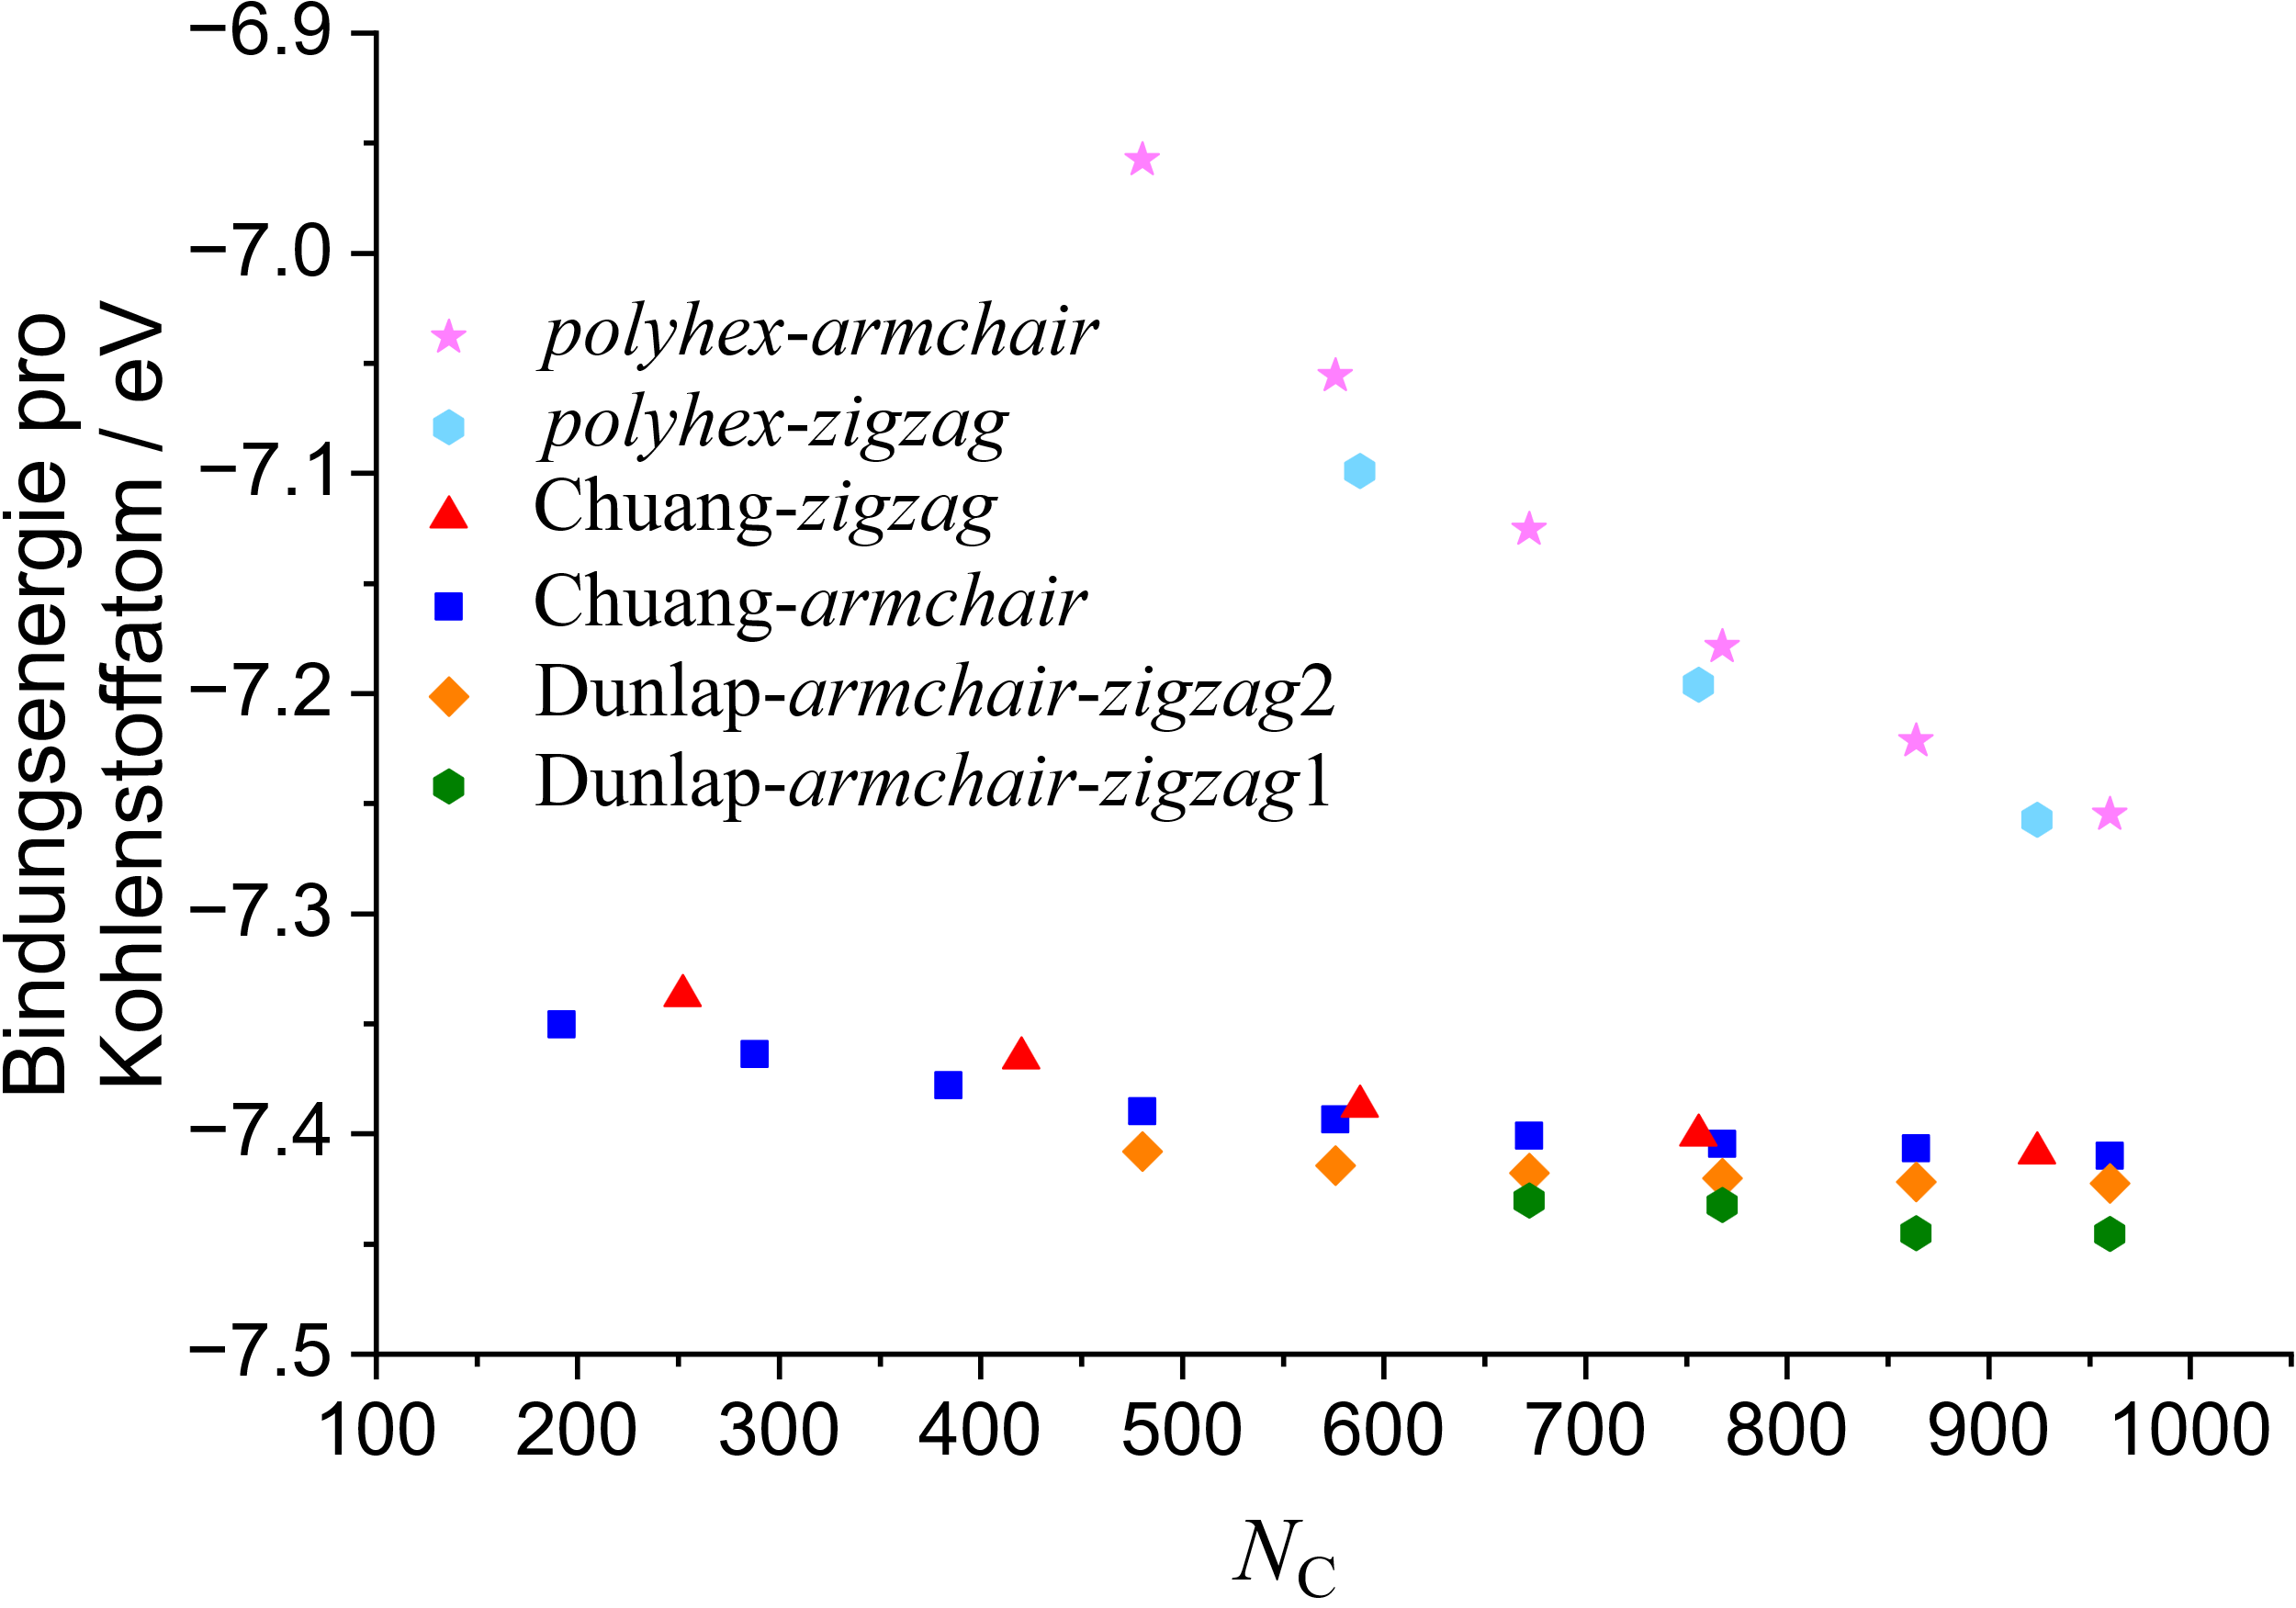 Bindungsenergie pro
Kohlenstoffatom / eV
−6.9
−7.0
−7.1
−7.2
−7.3
−7.4
−7.5
polyhex-armchair
polyhex-zigzag
Chuang-zigzag
Chuang-armchair
Dunlap-armchair-zigzag2
Dunlap-armchair-zigzag1
100 200 300 400 500 600 700 800 900 1000
NC